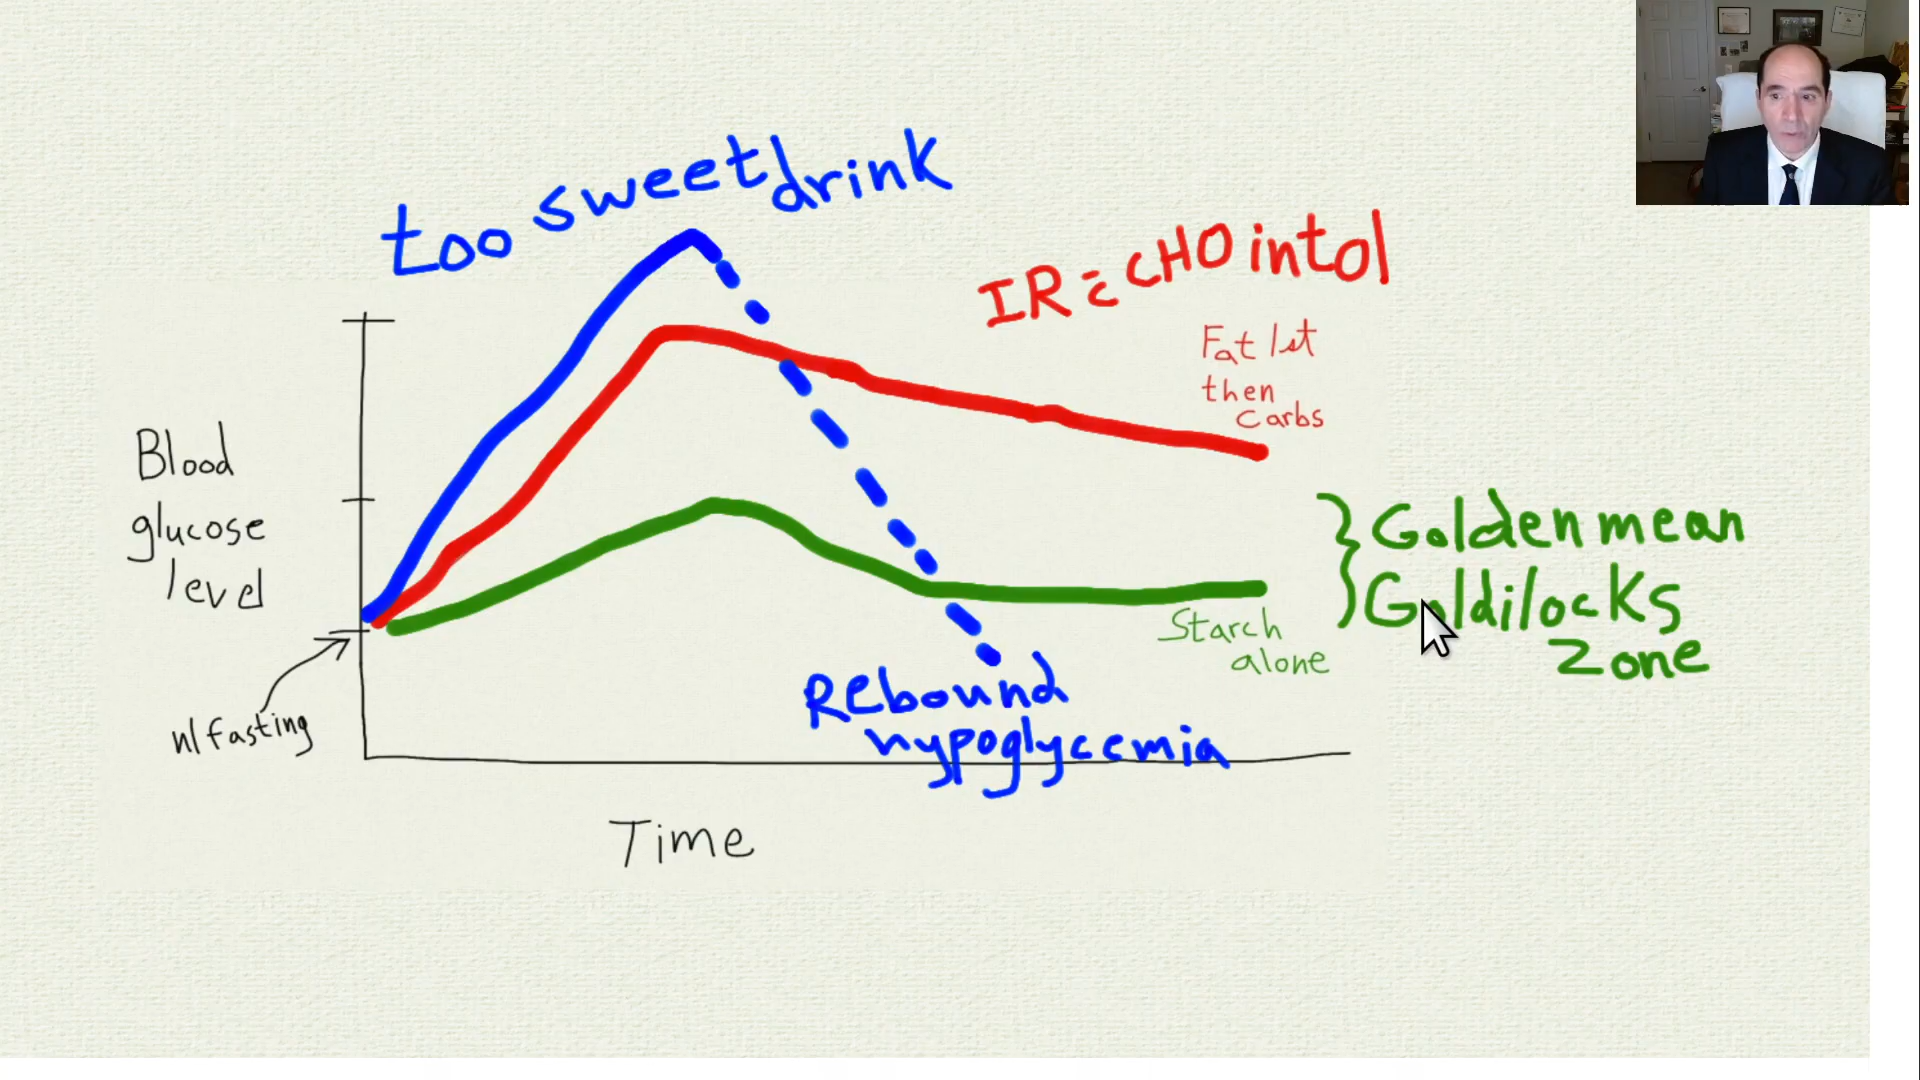 too sweet drink
IR = CHO intol
Fat 1st
then
carbs
Blood
glucose
level
} Golden mean
Goldilocks
Zone
Starch
alone
Rebound
hypoglycemia
nl fasting
Time